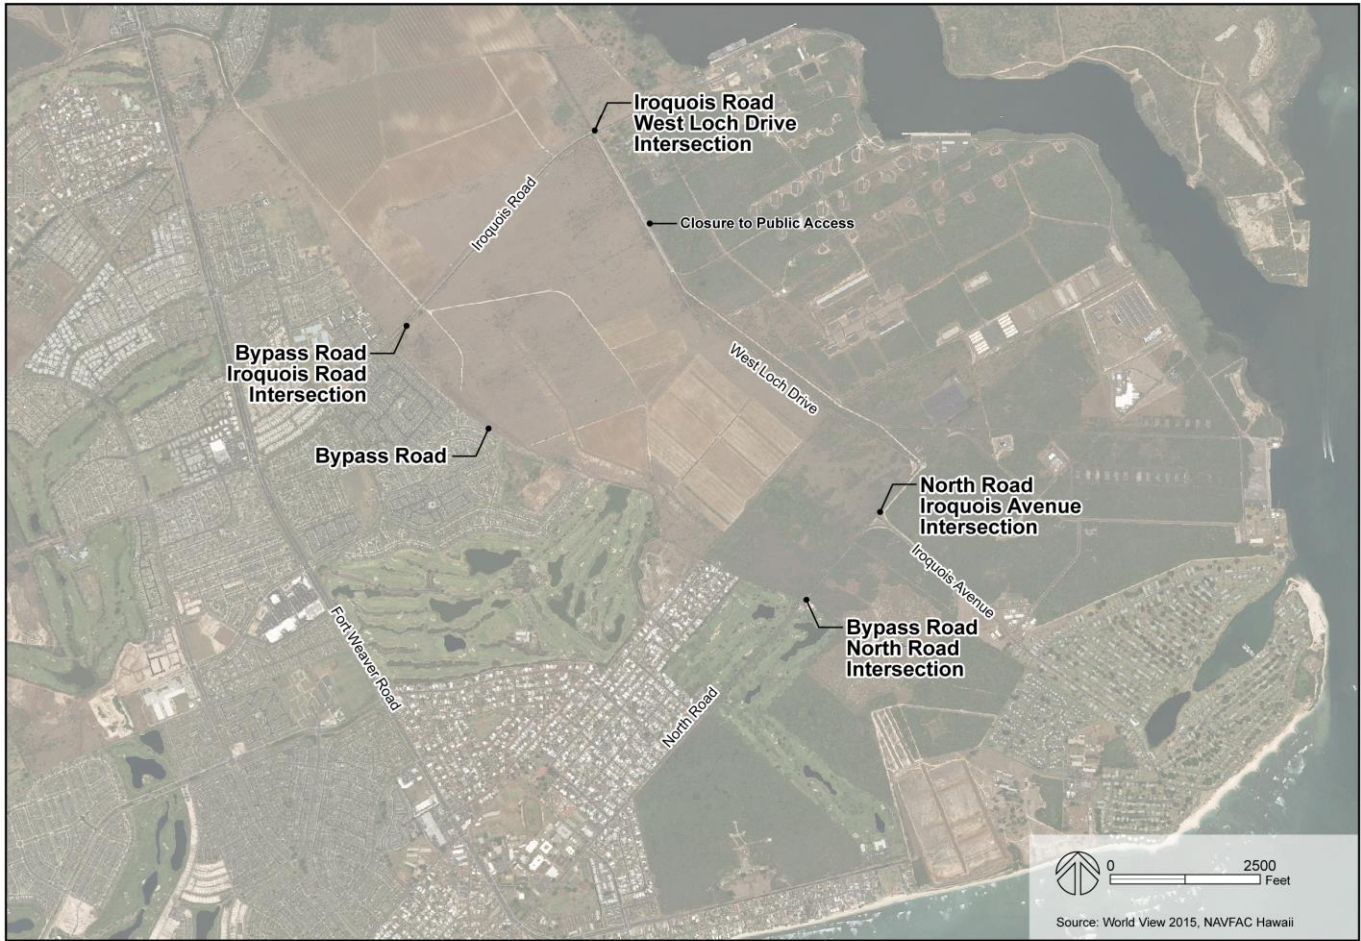 Iroquois Road
West Loch Drive
Intersection
Iroquois Road
Closure to Public Access
Bypass Road
Iroquois Road
Intersection
West Loch Drive
Bypass Road
North Road
Iroquois Avenue
Intersection
Iroquois Avenue
Fort Weaver Road
Bypass Road
North Road
Intersection
North Road
0 2500
Feet
Source: World View 2015, NAVFAC Hawaii